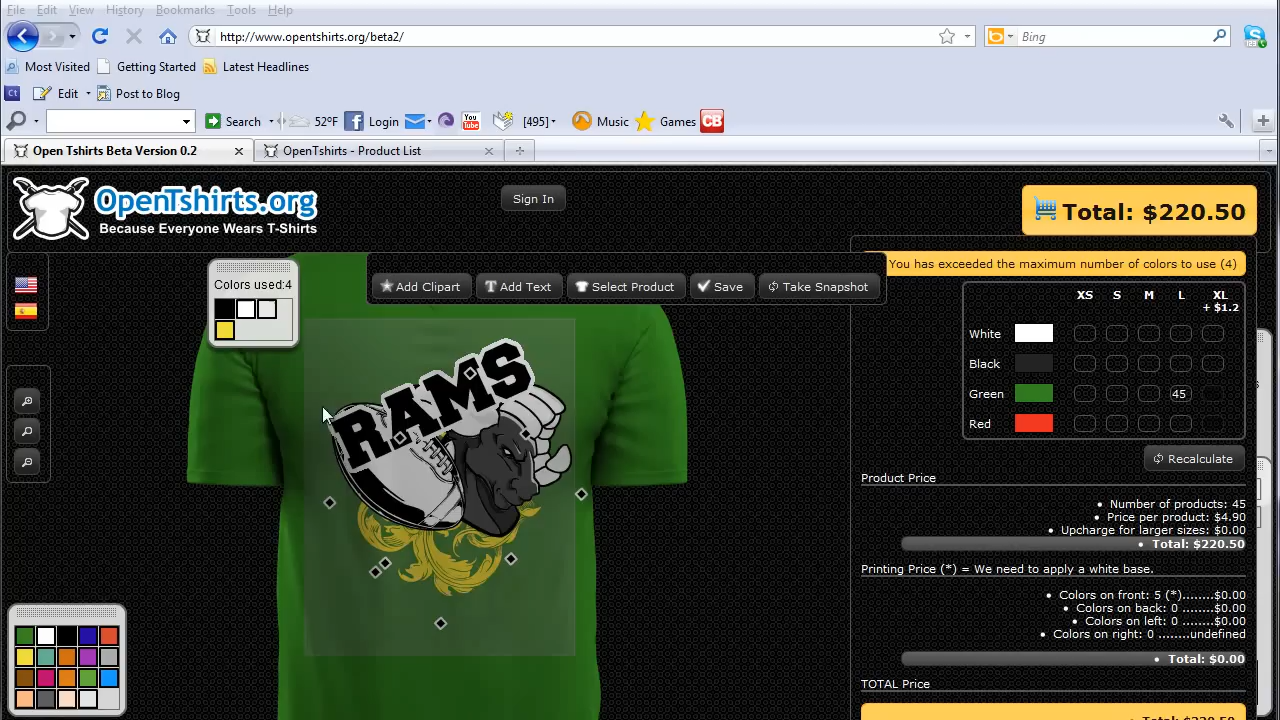 File Edit View History Bookmarks Tools Help
http://www.opentshirts.org/beta2/
Bing
Most Visited Getting Started Latest Headlines
Ct Edit Post to Blog
Search 52°F Login You Tube [495] Music Games CB
Open Tshirts Beta Version 0.2 OpenTshirts - Product List
OpenTshirts.org
Because Everyone Wears T-Shirts
Sign In
Total: $220.50
You has exceeded the maximum number of colors to use (4)
Colors used:4
Add Clipart Add Text Select Product Save Take Snapshot
XS S M L XL
+ $1.2
White
Black
Green 45
Red
RAMS
Recalculate
Product Price
Number of products: 45
Price per product: $4.90
Upcharge for larger sizes: $0.00
Total: $220.50
Printing Price (*) = We need to apply a white base.
Colors on front: 5 (*).......$0.00
Colors on back: 0 .......$0.00
Colors on left: 0 .......$0.00
Colors on right: 0 ........undefined
Total: $0.00
TOTAL Price
Total: $220.50